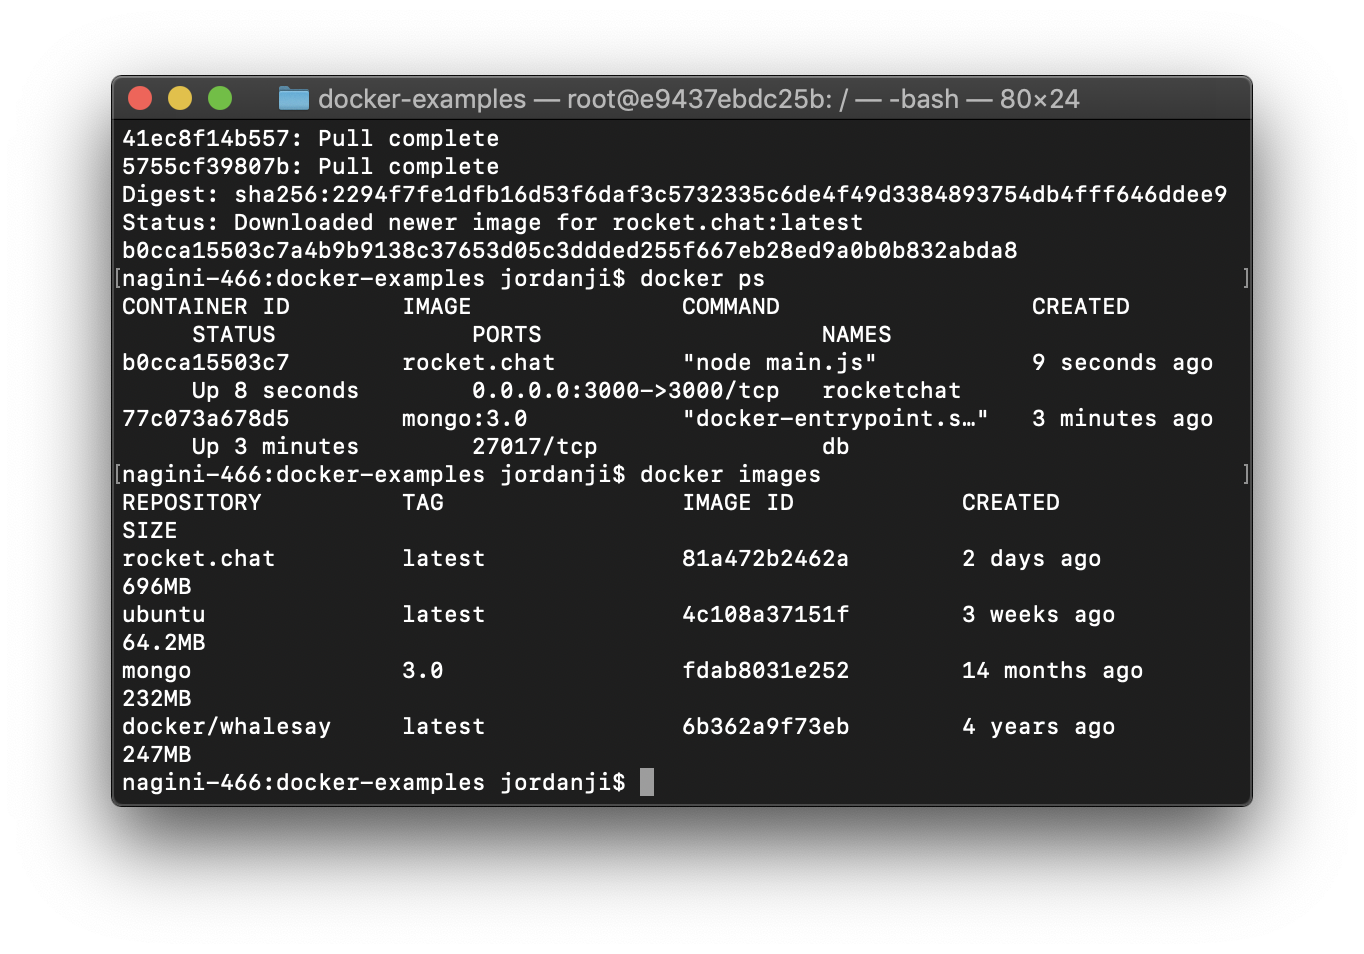 docker-examples — root@e9437ebdc25b: / — -bash — 80×24
41ec8f14b557: Pull complete
5755cf39807b: Pull complete
Digest: sha256:2294f7fe1dfb16d53f6daf3c5732335c6de4f49d3384893754db4fff646ddee9
Status: Downloaded newer image for rocket.chat:latest
b0cca15503c7a4b9b9138c37653d05c3ddded255f667eb28ed9a0b0b832abda8
[nagini-466:docker-examples jordanji$ docker ps ]
CONTAINER ID        IMAGE               COMMAND                  CREATED
     STATUS              PORTS                    NAMES
b0cca15503c7        rocket.chat         "node main.js"           9 seconds ago
     Up 8 seconds        0.0.0.0:3000->3000/tcp   rocketchat
77c073a678d5        mongo:3.0           "docker-entrypoint.s…"   3 minutes ago
     Up 3 minutes        27017/tcp                db
[nagini-466:docker-examples jordanji$ docker images ]
REPOSITORY          TAG                 IMAGE ID            CREATED
SIZE
rocket.chat         latest              81a472b2462a        2 days ago
696MB
ubuntu              latest              4c108a37151f        3 weeks ago
64.2MB
mongo               3.0                 fdab8031e252        14 months ago
232MB
docker/whalesay     latest              6b362a9f73eb        4 years ago
247MB
nagini-466:docker-examples jordanji$